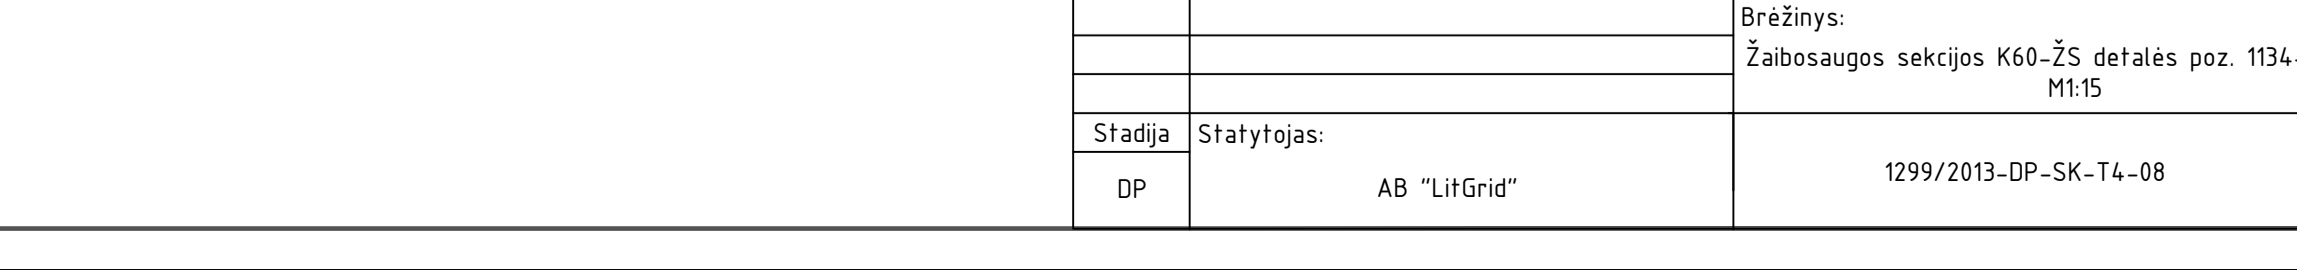 Brėžinys:
Žaibosaugos sekcijos K60-ŽS detalės poz. 1134-
M1:15
Stadija
Statytojas:
DP
AB "LitGrid"
1299/2013-DP-SK-T4-08